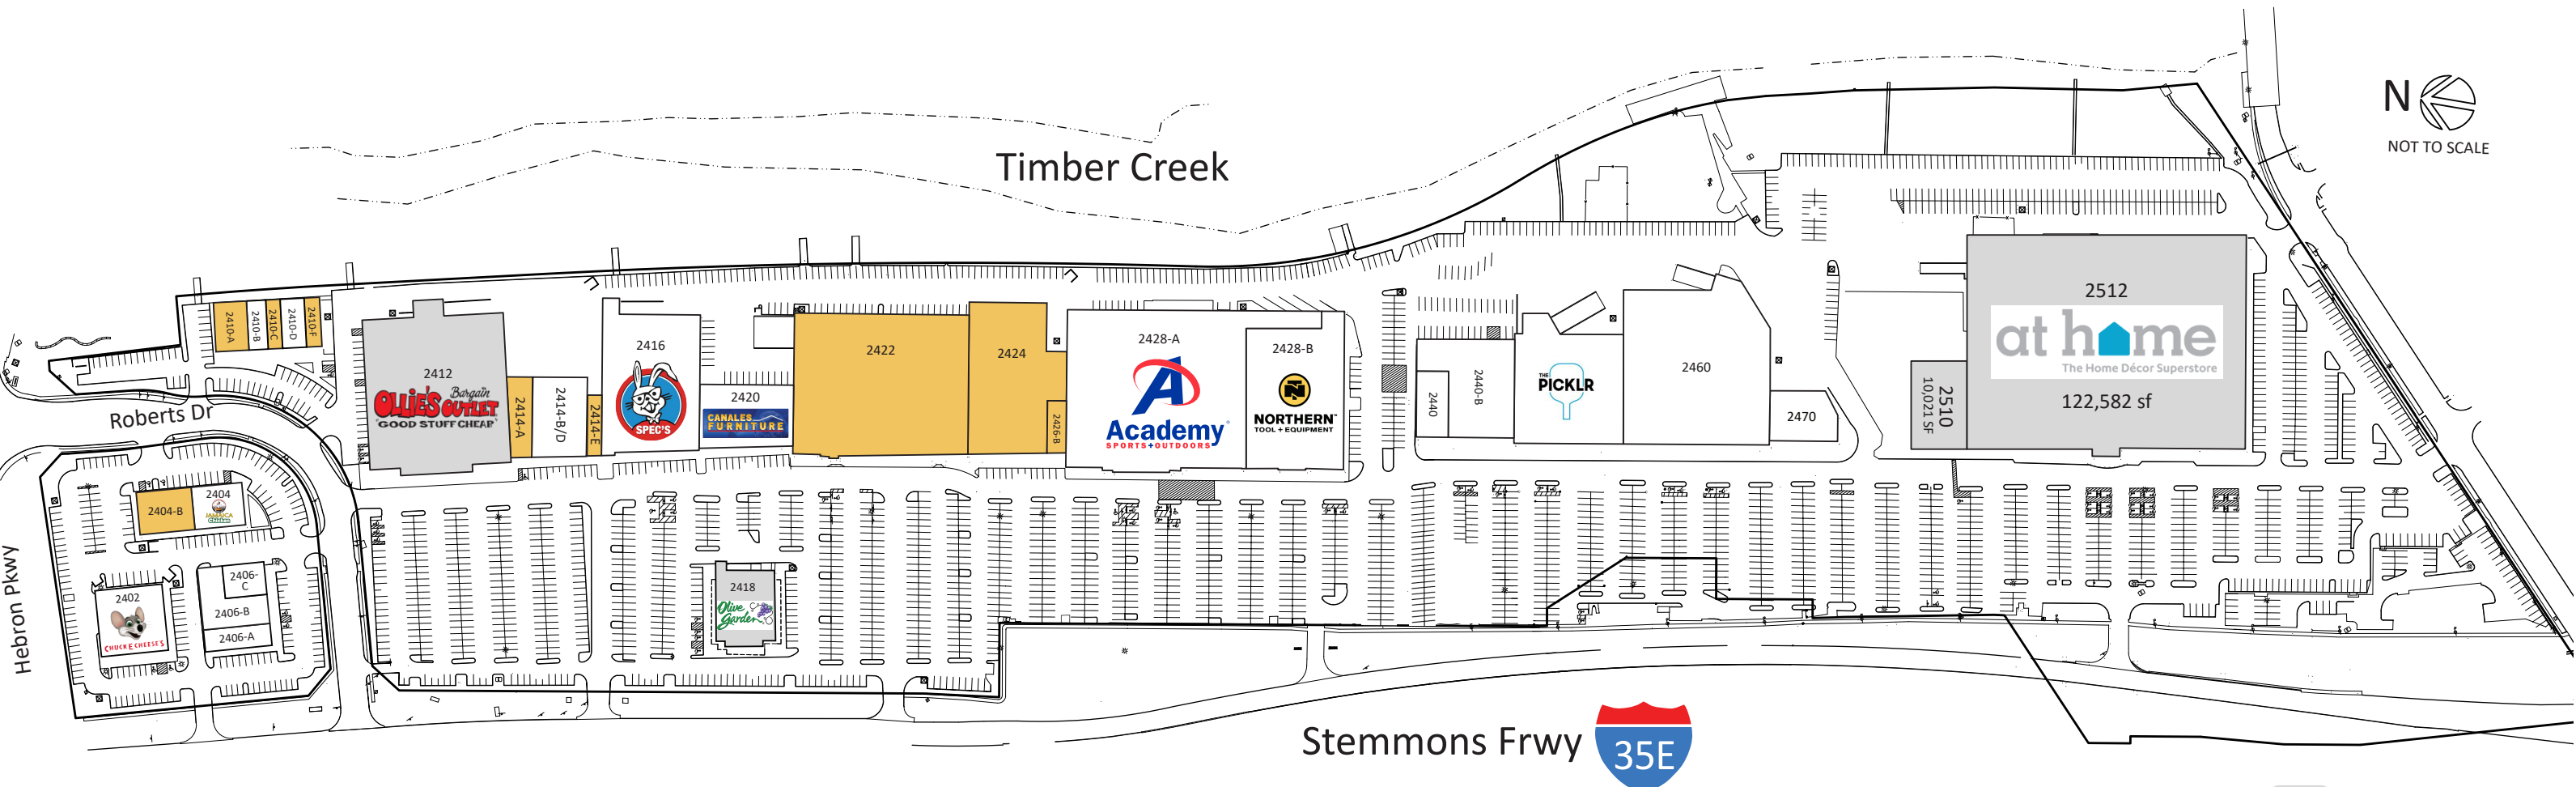 Timber Creek
N
NOT TO SCALE
2410-A
2410-B
2410-C
2410-D
2410-F
2412
OLLIE'S
Bargain
OUTLET
"GOOD STUFF CHEAP"
2414-A
2414-B/D
2414-E
2416
SPEC'S
2420
CANALES
FURNITURE
2422
2424
2426-B
2428-A
Academy
SPORTS+OUTDOORS
2428-B
NORTHERN
TOOL + EQUIPMENT
2440
2440-B
THE
PICKLR
2460
2470
2510
10,021 SF
2512
at home
The Home Décor Superstore
122,582 sf
Roberts Dr
2404-B
2404
JAMAICA
Chicken
Hebron Pkwy
2402
CHUCK E CHEESE'S
2406-
C
2406-B
2406-A
2418
Olive
Garden
Stemmons Frwy
35E